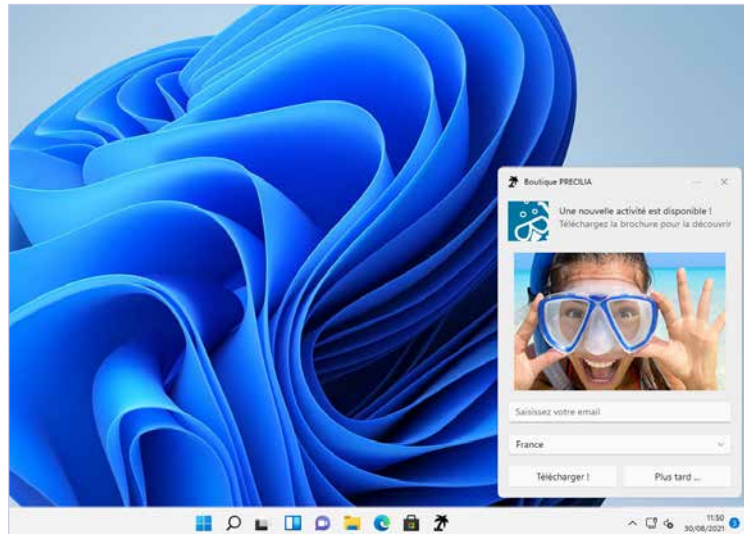 Boutique PRECILIA
Une nouvelle activité est disponible !
Téléchargez la brochure pour la découvrir
Saisissez votre email
France
Télécharger !
Plus tard ...
11:50
30/08/2021